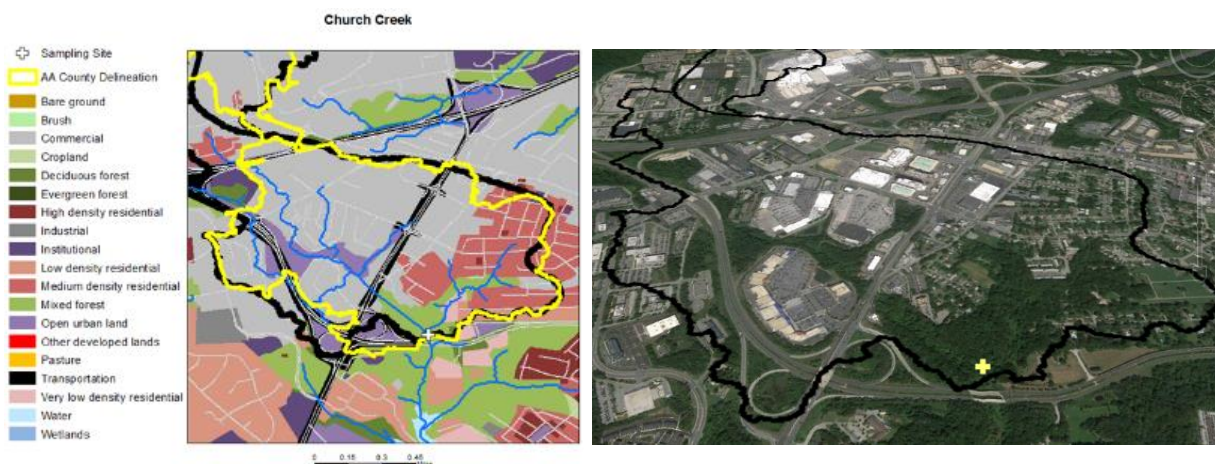 Church Creek
Sampling Site
AA County Delineation
Bare ground
Brush
Commercial
Cropland
Deciduous forest
Evergreen forest
High density residential
Industrial
Institutional
Low density residential
Medium density residential
Mixed forest
Open urban land
Other developed lands
Pasture
Transportation
Very low density residential
Water
Wetlands
0 0.15 0.3 0.45